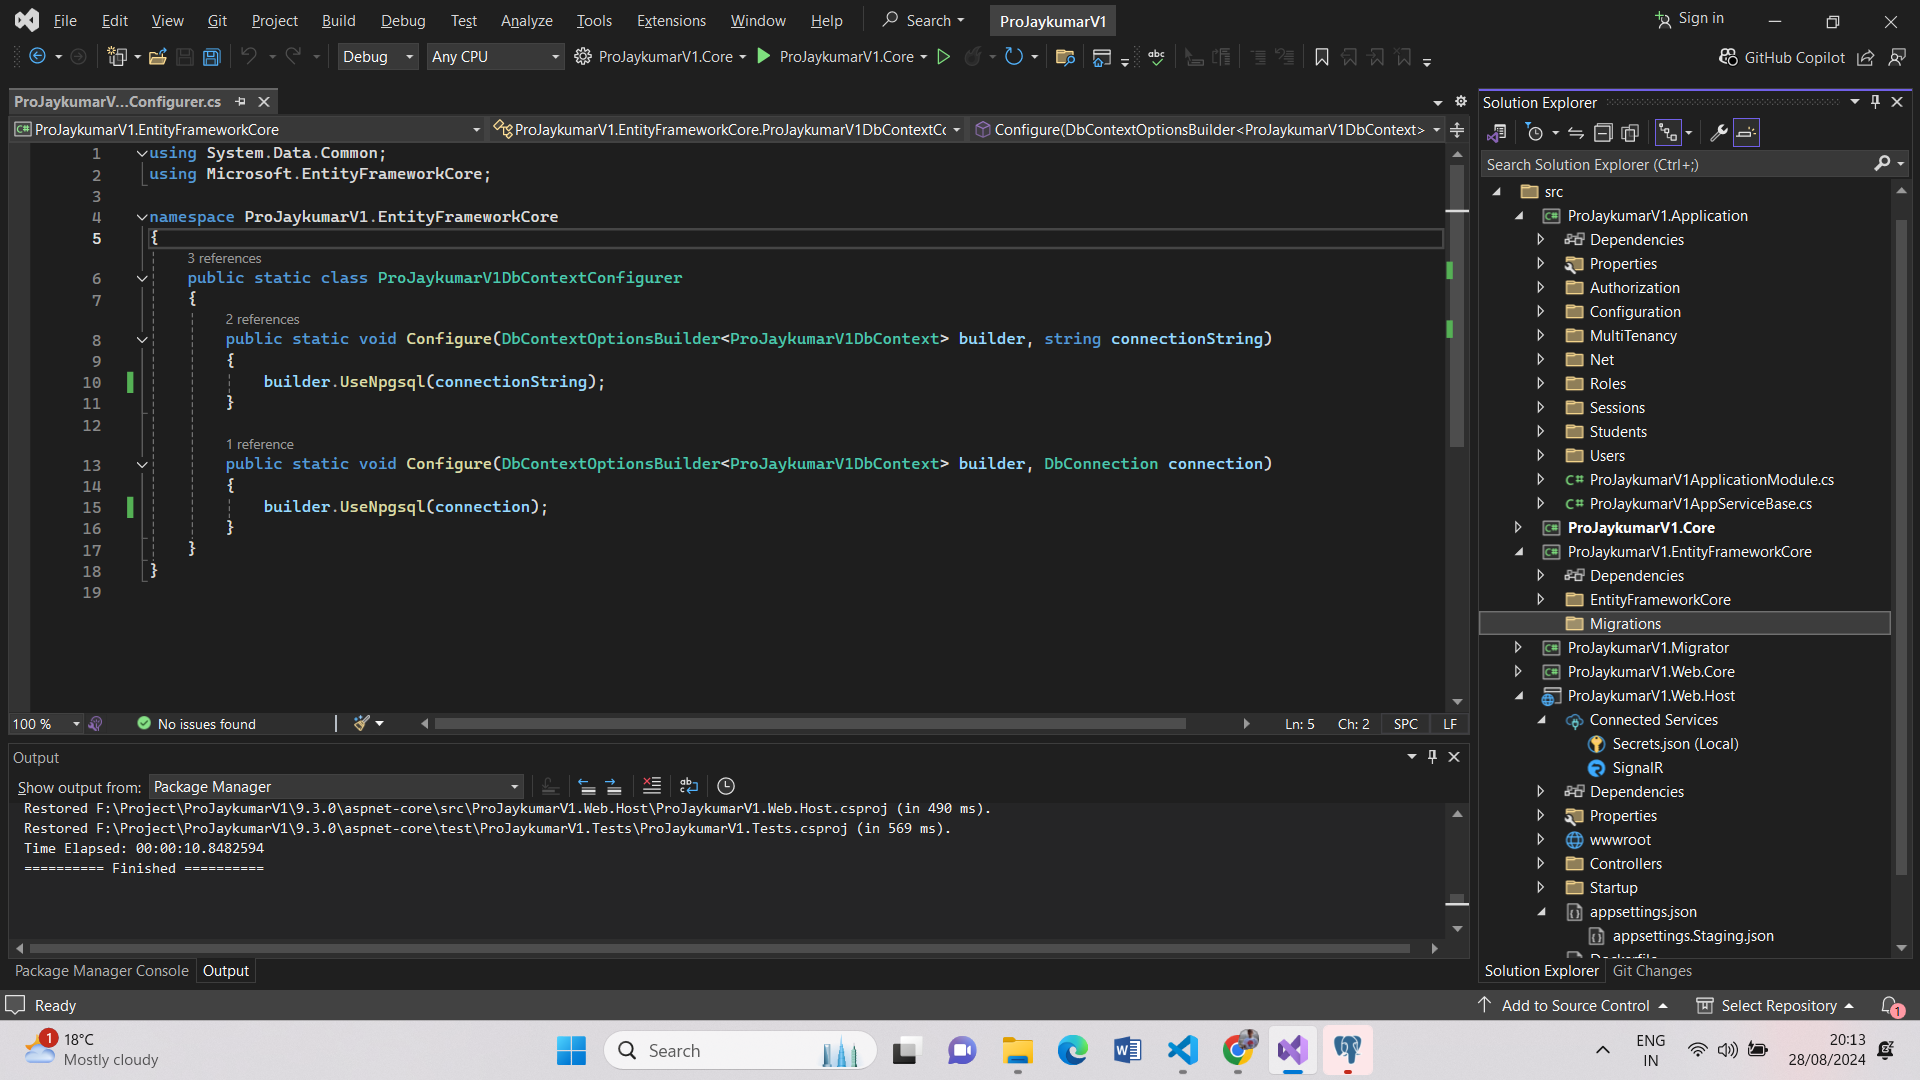 File Edit View Git Project Build Debug Test Analyze Tools Extensions Window Help Search ProJaykumarV1 Sign in
Debug Any CPU ProJaykumarV1.Core ProJaykumarV1.Core GitHub Copilot
ProJaykumarV...Configurer.cs
ProJaykumarV1.EntityFrameworkCore ProJaykumarV1.EntityFrameworkCore.ProJaykumarV1DbContextCc Configure(DbContextOptionsBuilder<ProJaykumarV1DbContext>
1 using System.Data.Common;
2 using Microsoft.EntityFrameworkCore;
3
4 namespace ProJaykumarV1.EntityFrameworkCore
5 {
3 references
6 public static class ProJaykumarV1DbContextConfigurer
7 {
2 references
8 public static void Configure(DbContextOptionsBuilder<ProJaykumarV1DbContext> builder, string connectionString)
9 {
10 builder.UseNpgsql(connectionString);
11 }
12
1 reference
13 public static void Configure(DbContextOptionsBuilder<ProJaykumarV1DbContext> builder, DbConnection connection)
14 {
15 builder.UseNpgsql(connection);
16 }
17 }
18 }
19
100 % No issues found Ln: 5 Ch: 2 SPC LF
Output
Show output from: Package Manager
Restored F:\Project\ProJaykumarV1\9.3.0\aspnet-core\src\ProJaykumarV1.Web.Host\ProJaykumarV1.Web.Host.csproj (in 490 ms).
Restored F:\Project\ProJaykumarV1\9.3.0\aspnet-core\test\ProJaykumarV1.Tests\ProJaykumarV1.Tests.csproj (in 569 ms).
Time Elapsed: 00:00:10.8482594
========== Finished ==========
Package Manager Console Output
Solution Explorer
Search Solution Explorer (Ctrl+;)
src
ProJaykumarV1.Application
Dependencies
Properties
Authorization
Configuration
MultiTenancy
Net
Roles
Sessions
Students
Users
ProJaykumarV1ApplicationModule.cs
ProJaykumarV1AppServiceBase.cs
ProJaykumarV1.Core
ProJaykumarV1.EntityFrameworkCore
Dependencies
EntityFrameworkCore
Migrations
ProJaykumarV1.Migrator
ProJaykumarV1.Web.Core
ProJaykumarV1.Web.Host
Connected Services
Secrets.json (Local)
SignalR
Dependencies
Properties
wwwroot
Controllers
Startup
appsettings.json
appsettings.Staging.json
Solution Explorer Git Changes
Ready Add to Source Control Select Repository 1
1 18°C
Mostly cloudy
Search
ENG
IN
20:13
28/08/2024